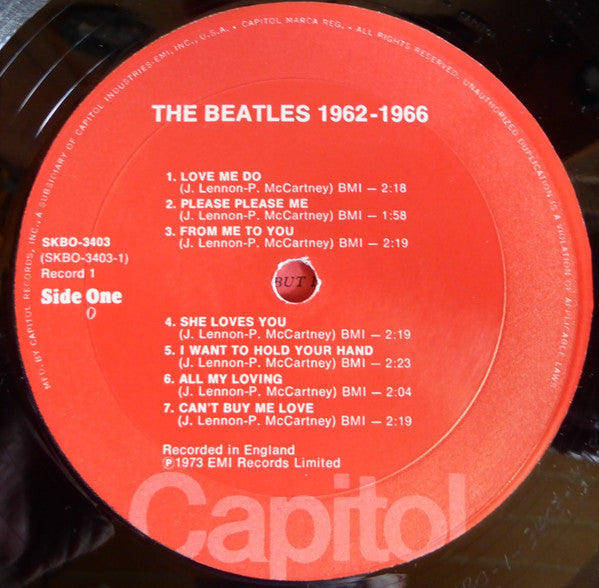 MFD. BY CAPITOL RECORDS, INC., A SUBSIDIARY OF CAPITOL INDUSTRIES-EMI, INC., U.S.A. • CAPITOL MARCA REG. • ALL RIGHTS RESERVED. UNAUTHORIZED DUPLICATION IS A VIOLATION OF APPLICABLE LAWS.
THE BEATLES 1962-1966
1. LOVE ME DO
(J. Lennon-P. McCartney) BMI — 2:18
2. PLEASE PLEASE ME
(J. Lennon-P. McCartney) BMI — 1:58
3. FROM ME TO YOU
(J. Lennon-P. McCartney) BMI — 2:19
SKBO-3403
(SKBO-3403-1)
Record 1
Side One
BUT
4. SHE LOVES YOU
(J. Lennon-P. McCartney) BMI — 2:19
5. I WANT TO HOLD YOUR HAND
(J. Lennon-P. McCartney) BMI — 2:23
6. ALL MY LOVING
(J. Lennon-P. McCartney) BMI — 2:04
7. CAN'T BUY ME LOVE
(J. Lennon-P. McCartney) BMI — 2:19
Recorded in England
℗1973 EMI Records Limited
Capitol